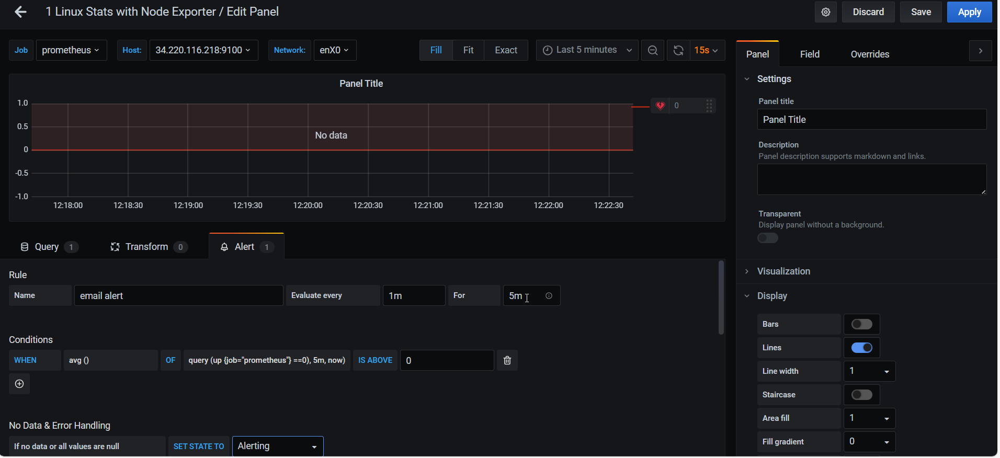 1 Linux Stats with Node Exporter / Edit Panel
Discard
Save
Apply
Job
prometheus
Host:
34.220.116.218:9100
Network:
enX0
Fill
Fit
Exact
Last 5 minutes
15s
Panel
Field
Overrides
Panel Title
1.0
0.5
0
-0.5
-1.0
No data
0
12:18:00
12:18:30
12:19:00
12:19:30
12:20:00
12:20:30
12:21:00
12:21:30
12:22:00
12:22:30
Query 1
Transform 0
Alert 1
Rule
Name
email alert
Evaluate every
1m
For
5m
Conditions
WHEN
avg ()
OF
query (up {job="prometheus"} ==0), 5m, now)
IS ABOVE
0
No Data & Error Handling
If no data or all values are null
SET STATE TO
Alerting
Settings
Panel title
Panel Title
Description
Panel description supports markdown and links.
Transparent
Display panel without a background.
Visualization
Display
Bars
Lines
Line width
1
Staircase
Area fill
1
Fill gradient
0